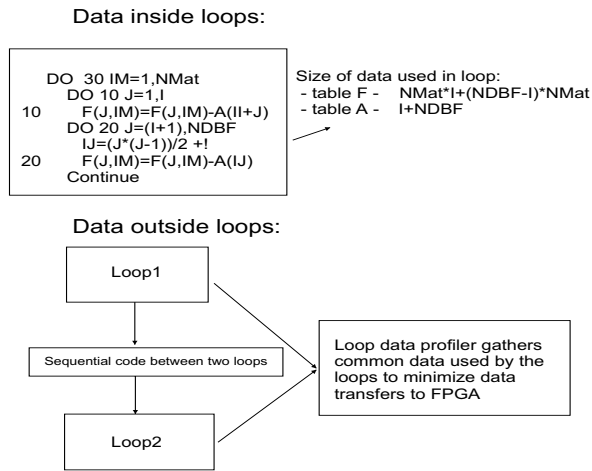 Data inside loops:
DO 30 IM=1,NMat
DO 10 J=1,I
10 F(J,IM)=F(J,IM)-A(II+J)
DO 20 J=(I+1),NDBF
IJ=(J*(J-1))/2 +!
20 F(J,IM)=F(J,IM)-A(IJ)
Continue
Size of data used in loop:
- table F - NMat*I+(NDBF-I)*NMat
- table A - I+NDBF
Data outside loops:
Loop1
Sequential code between two loops
Loop2
Loop data profiler gathers
common data used by the
loops to minimize data
transfers to FPGA